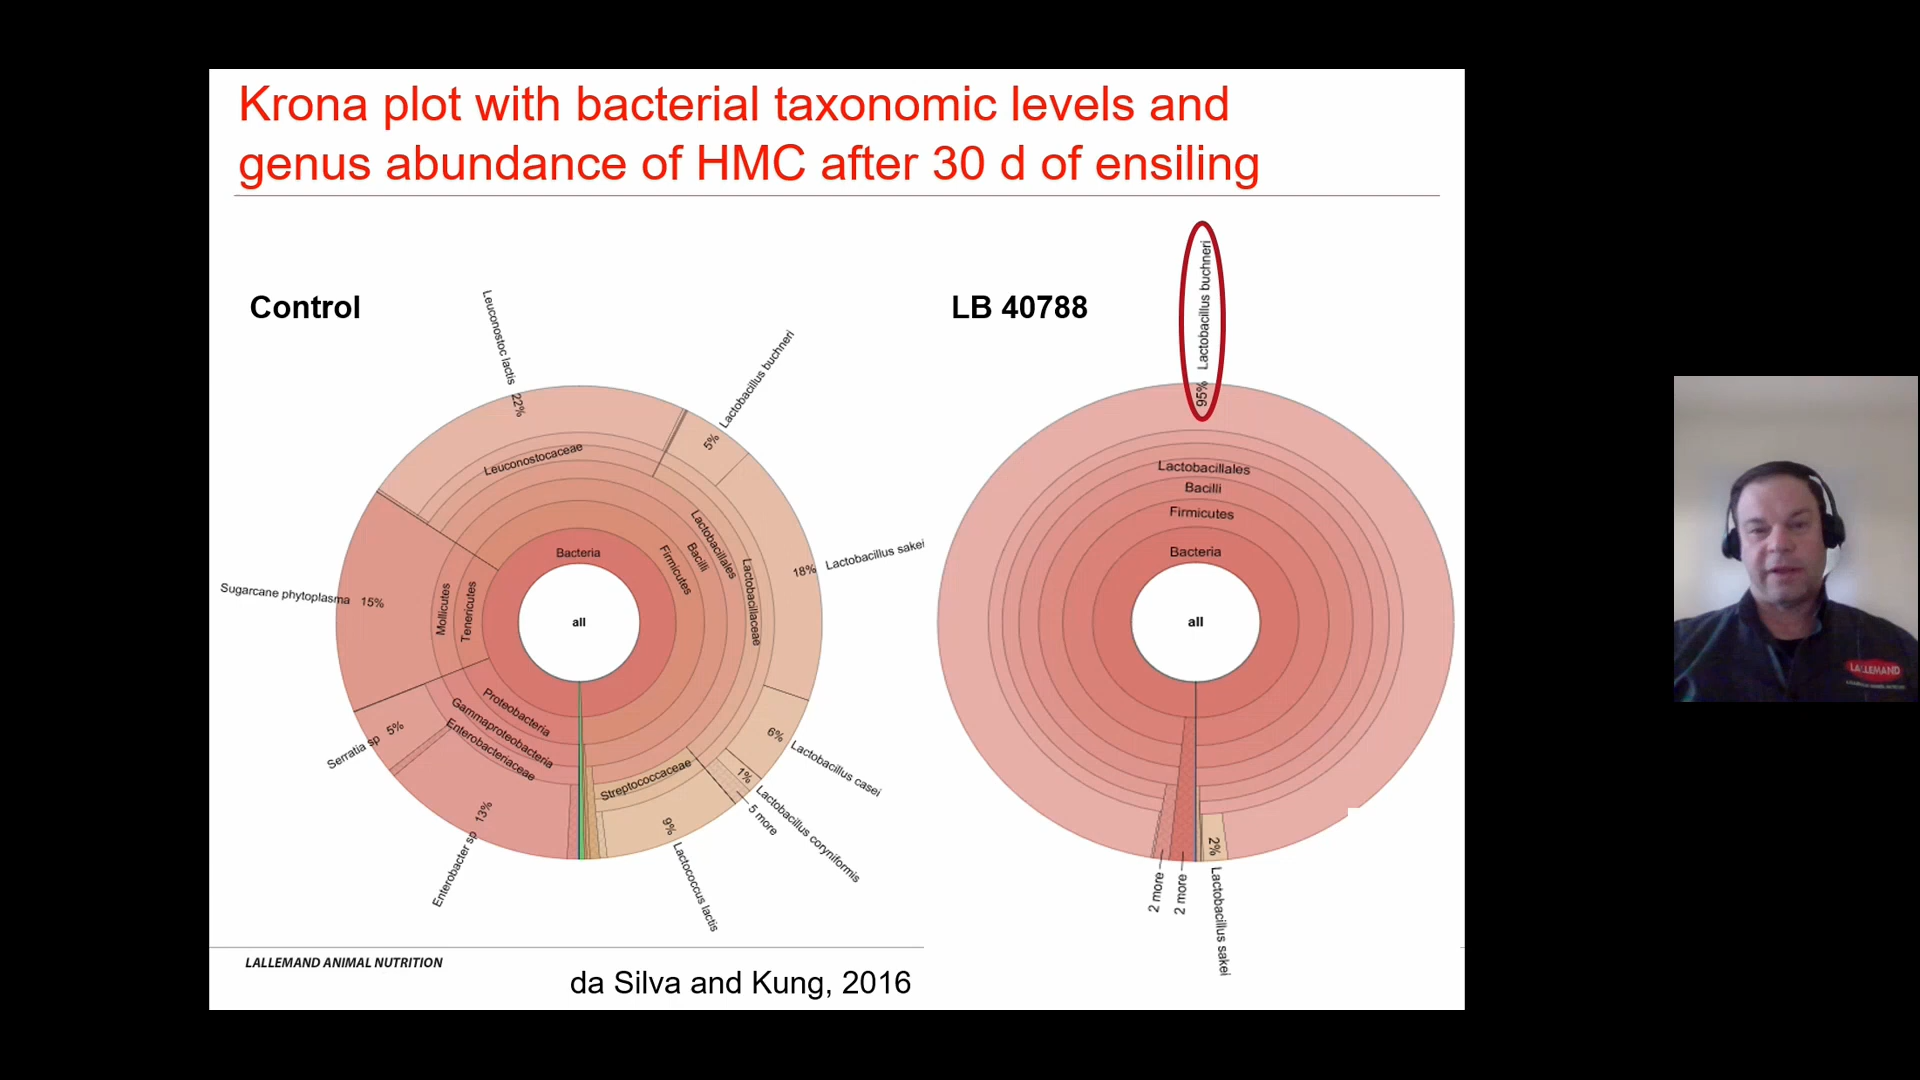 Krona plot with bacterial taxonomic levels and
genus abundance of HMC after 30 d of ensiling
Control
Leuconostoc lactis 22%
Leuconostocaceae
5% Lactobacillus buchneri
18% Lactobacillus sakei
Lactobacillales
Bacilli
Firmicutes
Lactobacillaceae
Bacteria
all
Sugarcane phytoplasma 15%
Mollicutes
Tenericutes
Proteobacteria
Gammaproteobacteria
Enterobacteriaceae
Serratia sp 5%
Enterobacter sp 13%
Streptococcaceae
9% Lactococcus lactis
5 more
1% Lactobacillus coryniformis
6% Lactobacillus casei
LB 40788
95% Lactobacillus buchneri
Lactobacillales
Bacilli
Firmicutes
Bacteria
all
2 more
2 more
2% Lactobacillus sakei
LALLEMAND ANIMAL NUTRITION
da Silva and Kung, 2016
LALLEMAND